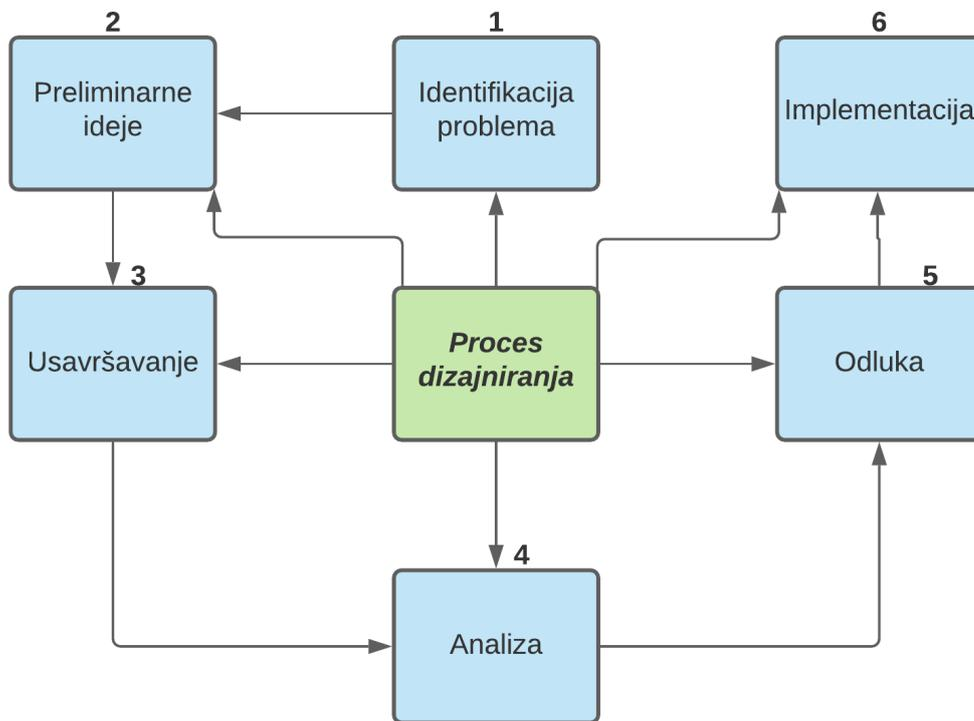 2
1
6
Preliminarne
ideje
Identifikacija
problema
Implementacija
3
5
Usavršavanje
Proces
dizajniranja
Odluka
4
Analiza